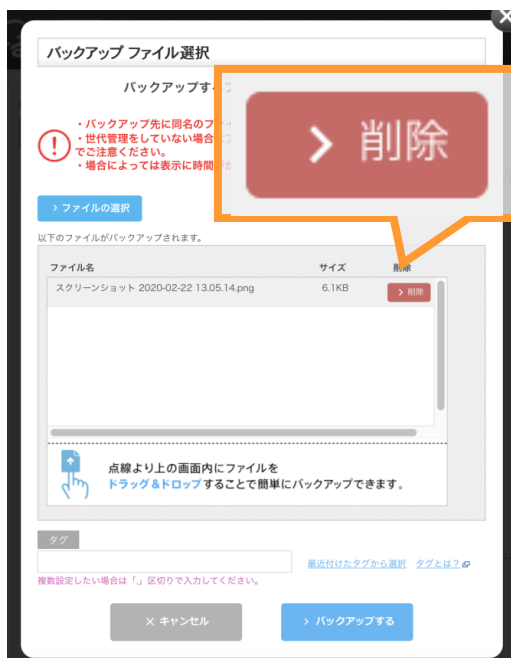 バックアップ ファイル選択
バックアップする
> 削除
・バックアップ先に同名のファ
・世代管理をしていない場合
でご注意ください。
・場合によっては表示に時間
> ファイルの選択
以下のファイルがバックアップされます。
ファイル名 サイズ 削除
スクリーンショット 2020-02-22 13.05.14.png 6.1KB > 削除
点線より上の画面内にファイルを
ドラッグ&ドロップすることで簡単にバックアップできます。
タグ
最近付けたタグから選択 タグとは?
複数設定したい場合は「,」区切りで入力してください。
× キャンセル > バックアップする